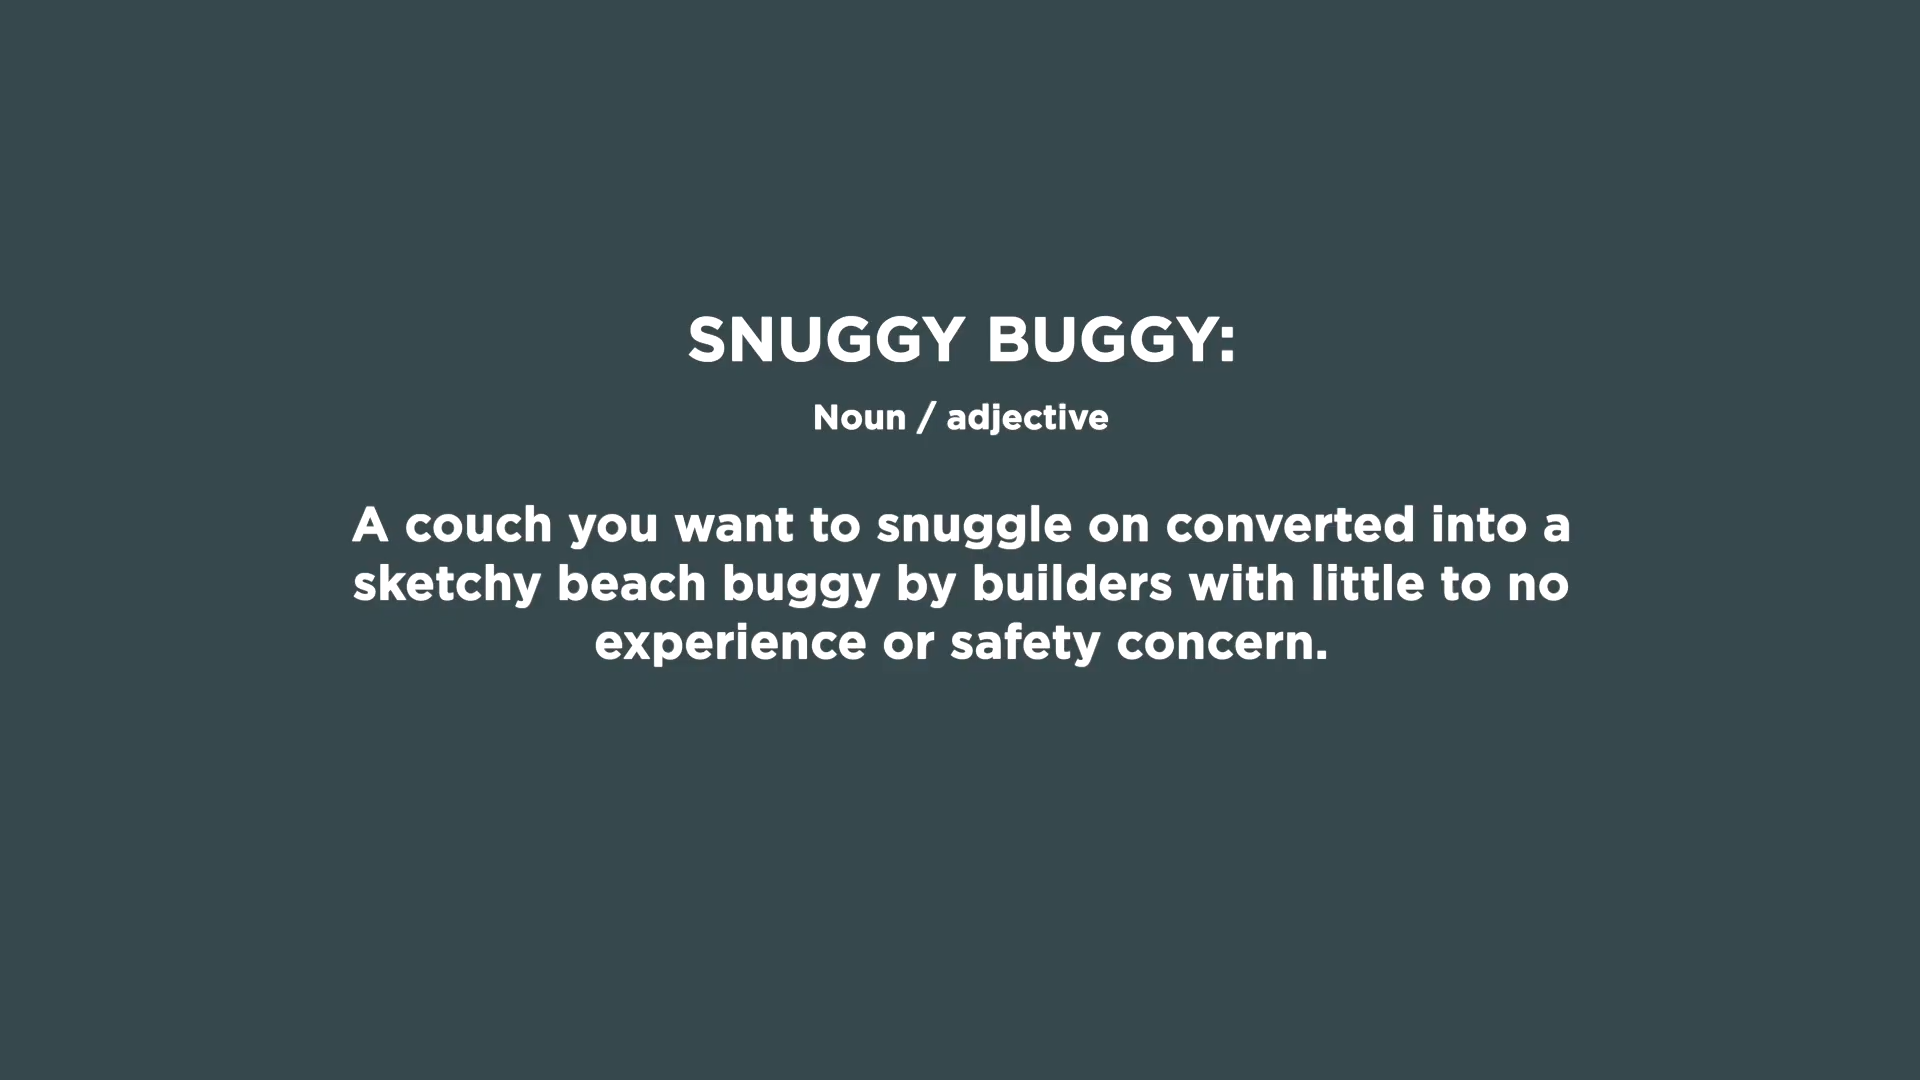 SNUGGY BUGGY:
Noun / adjective
A couch you want to snuggle on converted into a
sketchy beach buggy by builders with little to no
experience or safety concern.